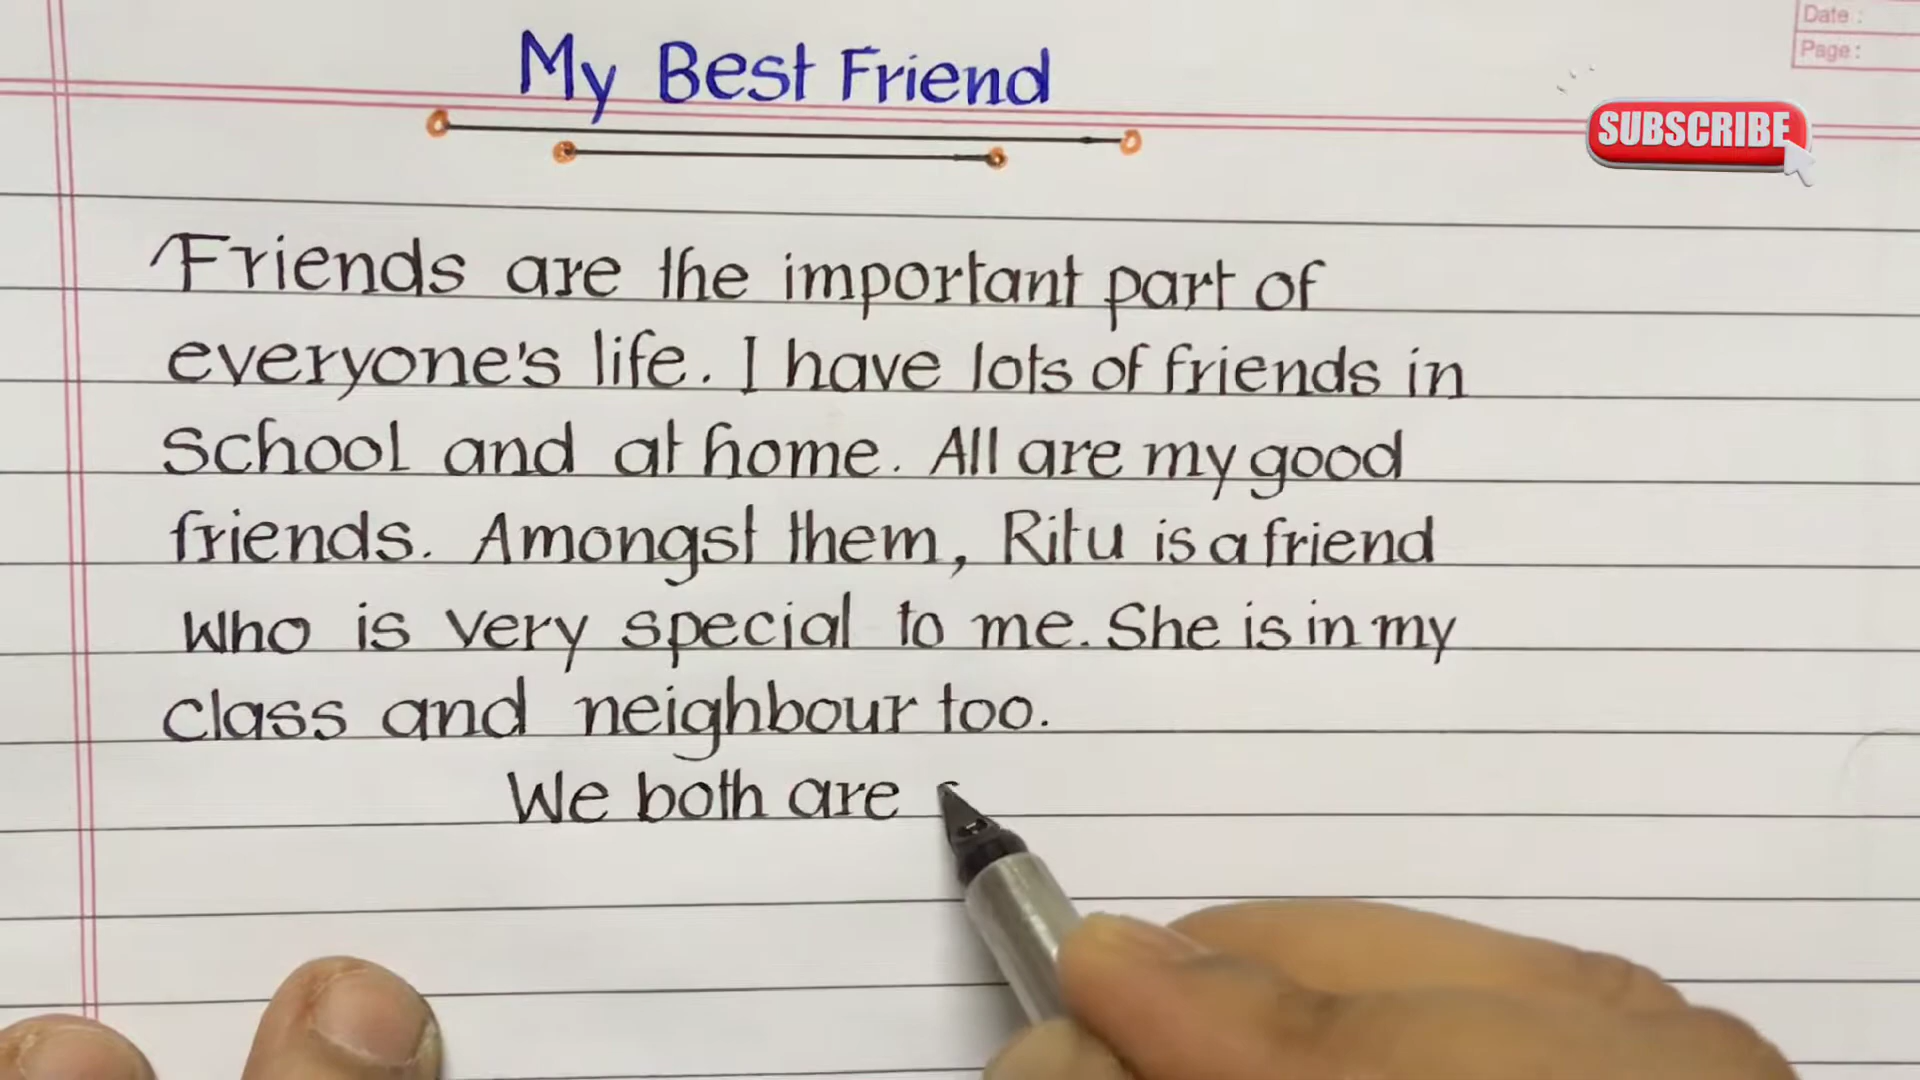 Date :
Page :
My Best Friend
SUBSCRIBE
Friends are the important part of
everyone's life. I have lots of friends in
school and at home. All are my good
friends. Amongst them, Ritu is a friend
who is very special to me. She is in my
class and neighbour too.
We both are